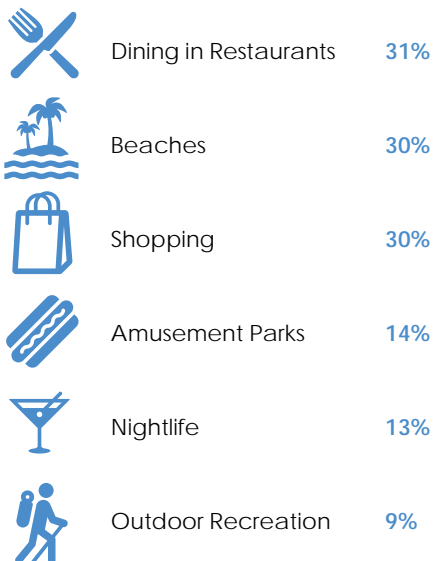 Dining in Restaurants 31%
Beaches 30%
Shopping 30%
Amusement Parks 14%
Nightlife 13%
Outdoor Recreation 9%